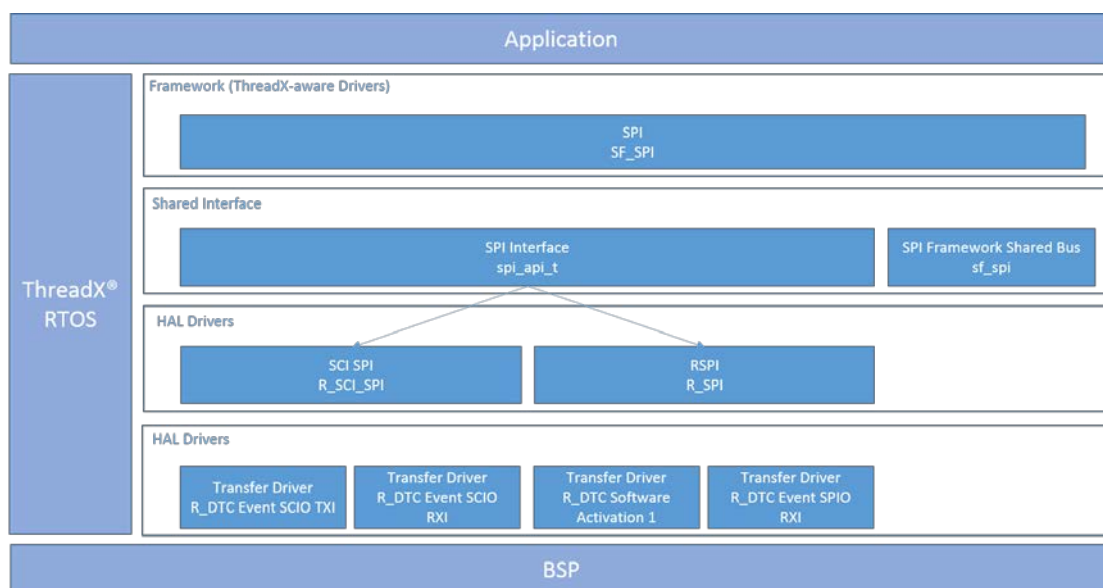 Application
ThreadX®
RTOS
Framework (ThreadX-aware Drivers)
SPI
SF_SPI
Shared Interface
SPI Interface
spi_api_t
SPI Framework Shared Bus
sf_spi
HAL Drivers
SCI SPI
R_SCI_SPI
RSPI
R_SPI
HAL Drivers
Transfer Driver
R_DTC Event SCIO TXI
Transfer Driver
R_DTC Event SCIO
RXI
Transfer Driver
R_DTC Software
Activation 1
Transfer Driver
R_DTC Event SPIO
RXI
BSP